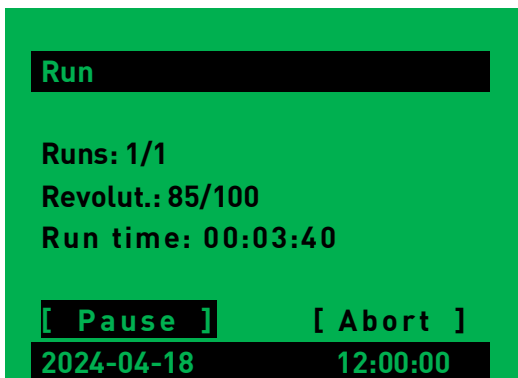 Run
Runs: 1/1
Revolut.: 85/100
Run time: 00:03:40
[ Pause ] [ Abort ]
2024-04-18 12:00:00